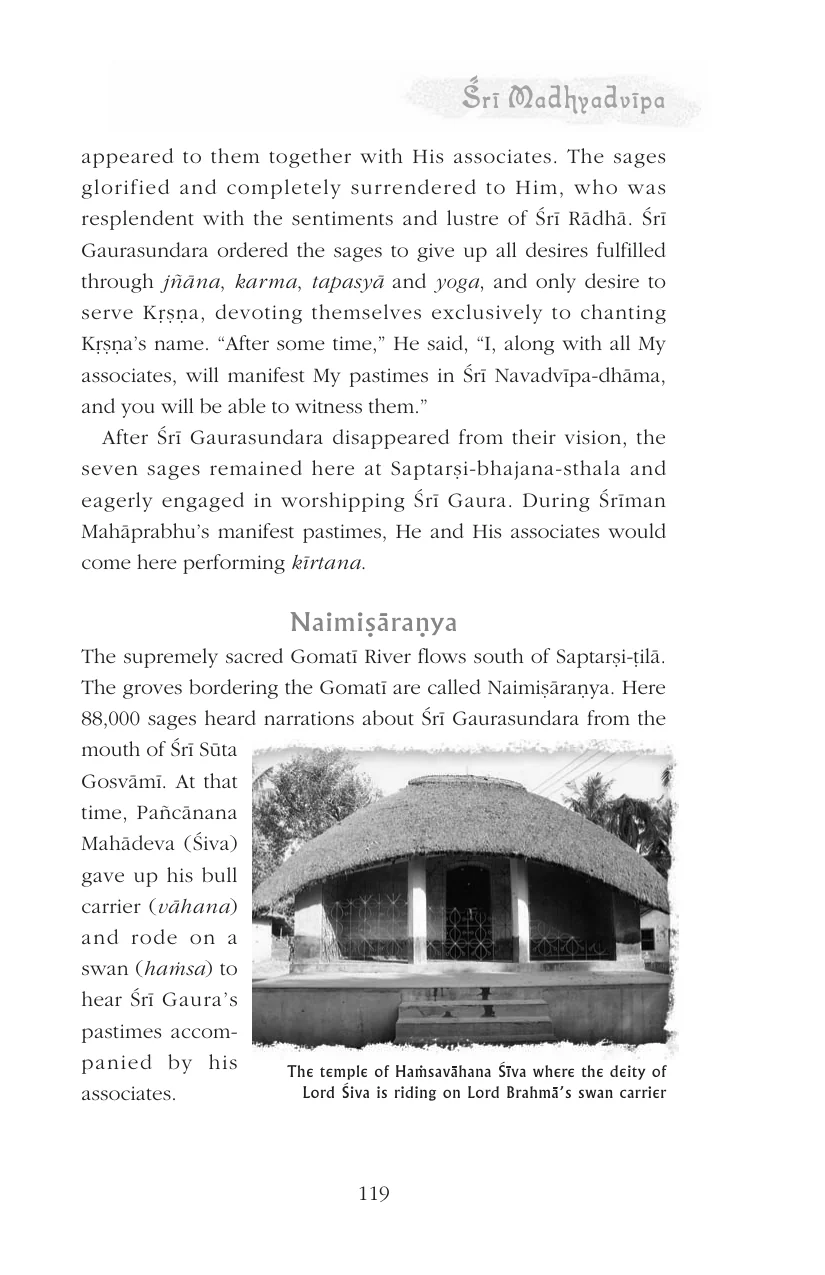 Śrī Madhyadvīpa
appeared to them together with His associates. The sages
glorified and completely surrendered to Him, who was
resplendent with the sentiments and lustre of Śrī Rādhā. Śrī
Gaurasundara ordered the sages to give up all desires fulfilled
through jñāna, karma, tapasyā and yoga, and only desire to
serve Kṛṣṇa, devoting themselves exclusively to chanting
Kṛṣṇa’s name. “After some time,” He said, “I, along with all My
associates, will manifest My pastimes in Śrī Navadvīpa-dhāma,
and you will be able to witness them.”
After Śrī Gaurasundara disappeared from their vision, the
seven sages remained here at Saptarṣi-bhajana-sthala and
eagerly engaged in worshipping Śrī Gaura. During Śrīman
Mahāprabhu’s manifest pastimes, He and His associates would
come here performing kīrtana.
Naimiṣāraṇya
The supremely sacred Gomatī River flows south of Saptarṣi-ṭilā.
The groves bordering the Gomatī are called Naimiṣāraṇya. Here
88,000 sages heard narrations about Śrī Gaurasundara from the
mouth of Śrī Sūta
Gosvāmī. At that
time, Pañcānana
Mahādeva (Śiva)
gave up his bull
carrier (vāhana)
and rode on a
swan (haṁsa) to
hear Śrī Gaura’s
pastimes accom-
panied by his
associates.
The temple of Haṁsavāhana Śīva where the deity of
Lord Śiva is riding on Lord Brahmā’s swan carrier
119